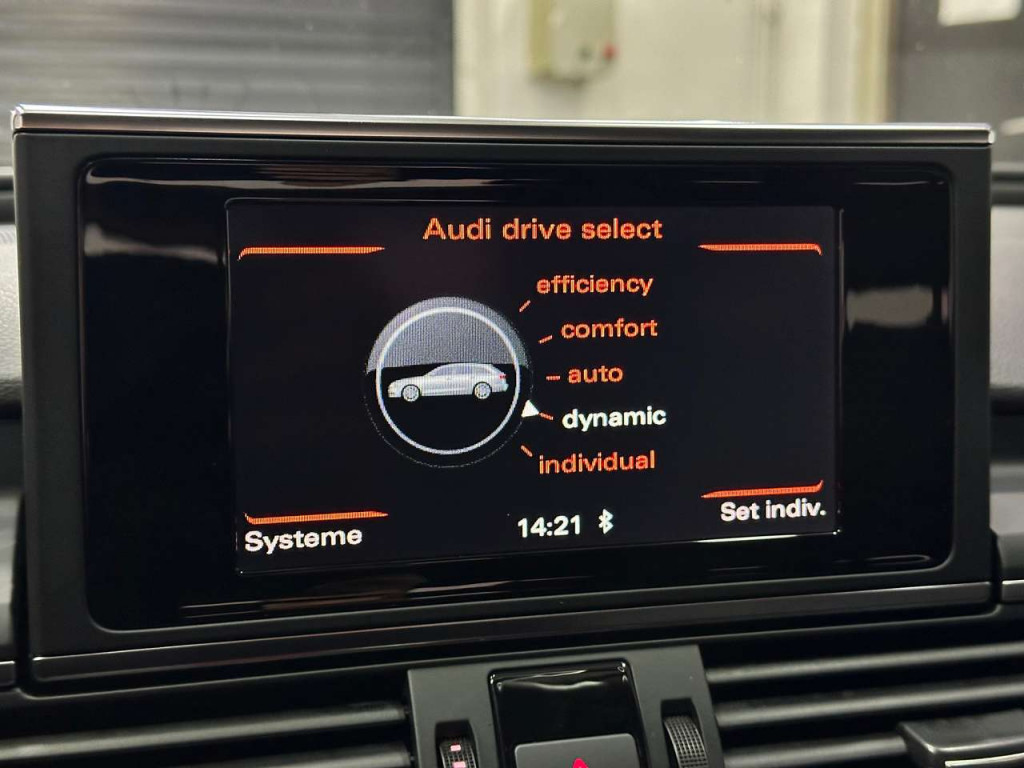 Audi drive select
efficiency
comfort
auto
dynamic
individual
Systeme
14:21
Set indiv.